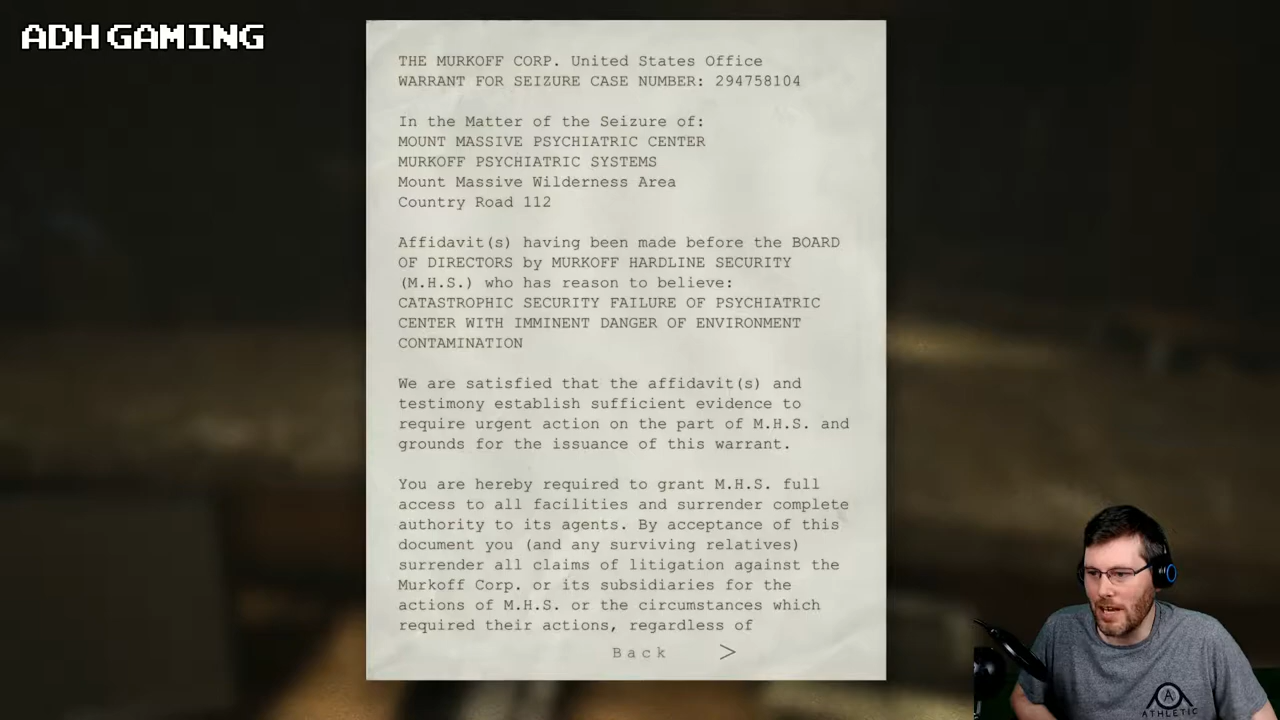 ADH GAMING
THE MURKOFF CORP. United States Office
WARRANT FOR SEIZURE CASE NUMBER: 294758104
In the Matter of the Seizure of:
MOUNT MASSIVE PSYCHIATRIC CENTER
MURKOFF PSYCHIATRIC SYSTEMS
Mount Massive Wilderness Area
Country Road 112
Affidavit(s) having been made before the BOARD
OF DIRECTORS by MURKOFF HARDLINE SECURITY
(M.H.S.) who has reason to believe:
CATASTROPHIC SECURITY FAILURE OF PSYCHIATRIC
CENTER WITH IMMINENT DANGER OF ENVIRONMENT
CONTAMINATION
We are satisfied that the affidavit(s) and
testimony establish sufficient evidence to
require urgent action on the part of M.H.S. and
grounds for the issuance of this warrant.
You are hereby required to grant M.H.S. full
access to all facilities and surrender complete
authority to its agents. By acceptance of this
document you (and any surviving relatives)
surrender all claims of litigation against the
Murkoff Corp. or its subsidiaries for the
actions of M.H.S. or the circumstances which
required their actions, regardless of
Back >
A
ATHLETIC